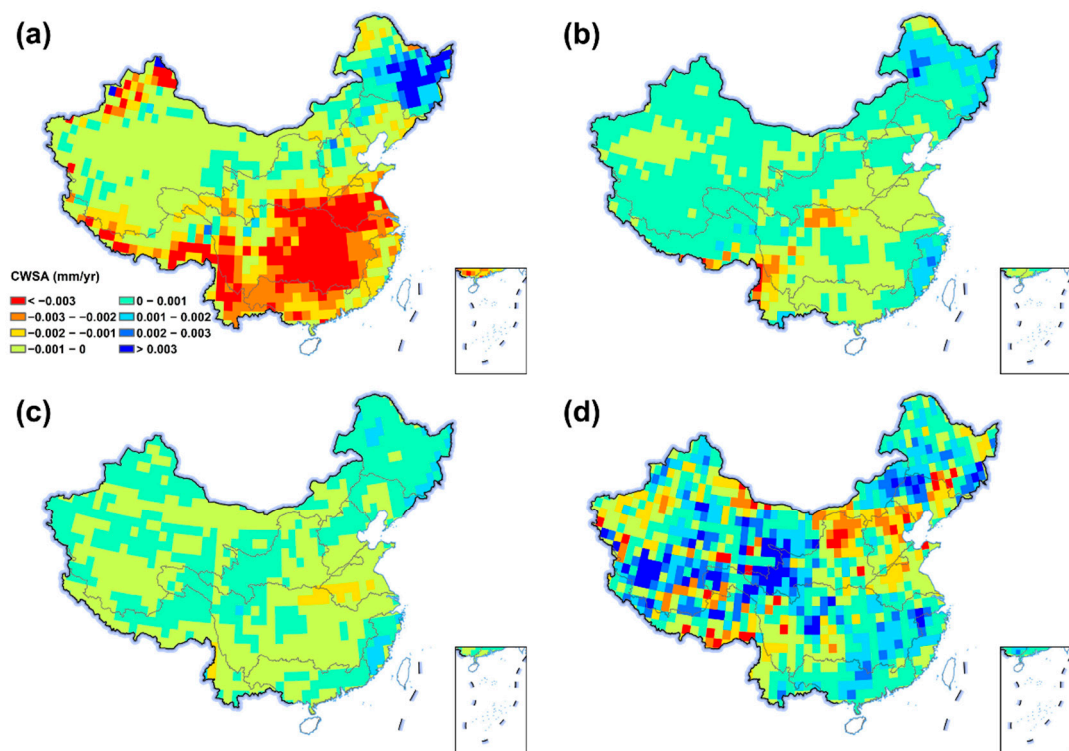 (a)
(b)
CWSA (mm/yr)
< −0.003
0 − 0.001
−0.003 − −0.002
0.001 − 0.002
−0.002 − −0.001
0.002 − 0.003
−0.001 − 0
> 0.003
(c)
(d)